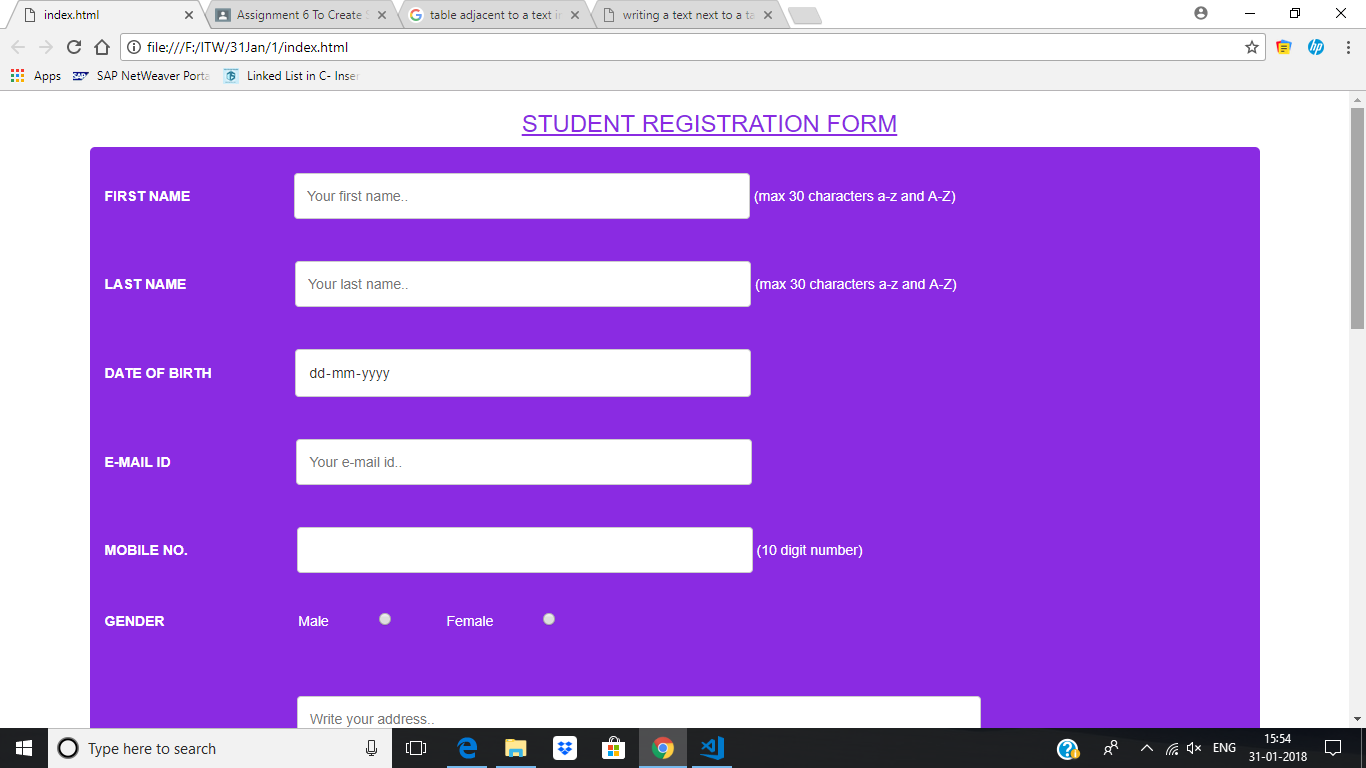 index.html Assignment 6 To Create S table adjacent to a text in writing a text next to a ta
file:///F:/ITW/31Jan/1/index.html
Apps SAP NetWeaver Porta Linked List in C- Inser
STUDENT REGISTRATION FORM
FIRST NAME Your first name.. (max 30 characters a-z and A-Z)
LAST NAME Your last name.. (max 30 characters a-z and A-Z)
DATE OF BIRTH dd-mm-yyyy
E-MAIL ID Your e-mail id..
MOBILE NO. (10 digit number)
GENDER Male Female
Write your address..
Type here to search ENG 15:54
31-01-2018